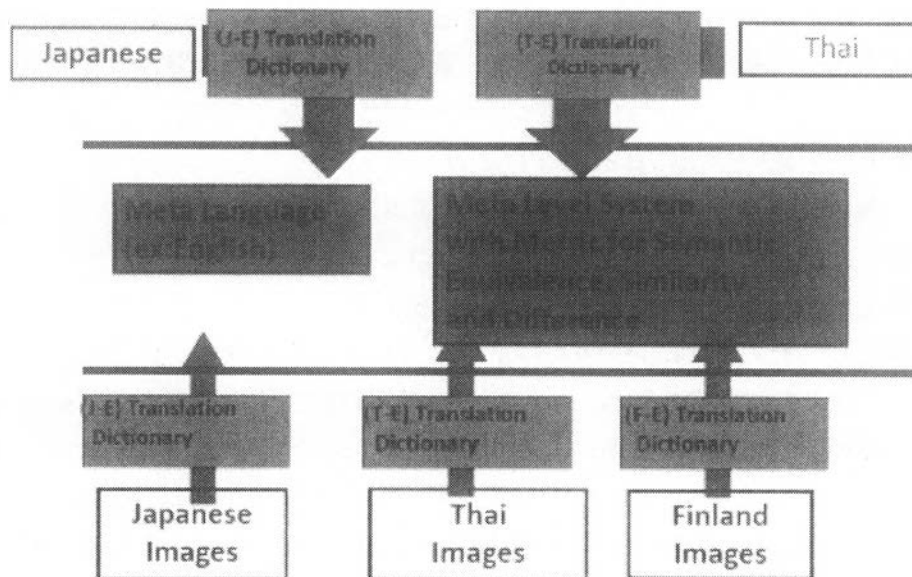 Japanese
(J-E) Translation
Dictionary
(T-E) Translation
Dictionary
Thai
Meta Language
(ex-English)
Meta Level System
with Metric for Semantic
Equivalence, Similarity
and Difference
(J-E) Translation
Dictionary
(T-E) Translation
Dictionary
(F-E) Translation
Dictionary
Japanese
Images
Thai
Images
Finland
Images